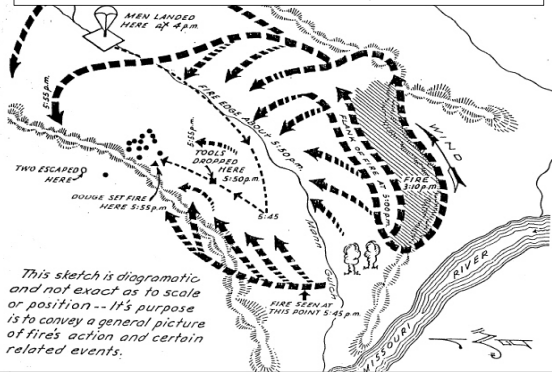 MEN LANDED
HERE at 4 p.m.
5:55 p.m.
FIRE EDGE ABOUT 5:50 p.m.
WIND
FLANK OF FIRE AT 5:00 p.m.
FIRE
3:10 p.m.
5:55 p.m.
TOOLS
DROPPED
HERE
5:50 p.m.
TWO ESCAPED
HERE
DODGE SET FIRE
HERE 5:55 p.m.
5:45
MANN GULCH
MISSOURI RIVER
FIRE SEEN AT
THIS POINT 5:45 p.m.
This sketch is diagramatic
and not exact as to scale
or position -- It's purpose
is to convey a general picture
of fire's action and certain
related events.